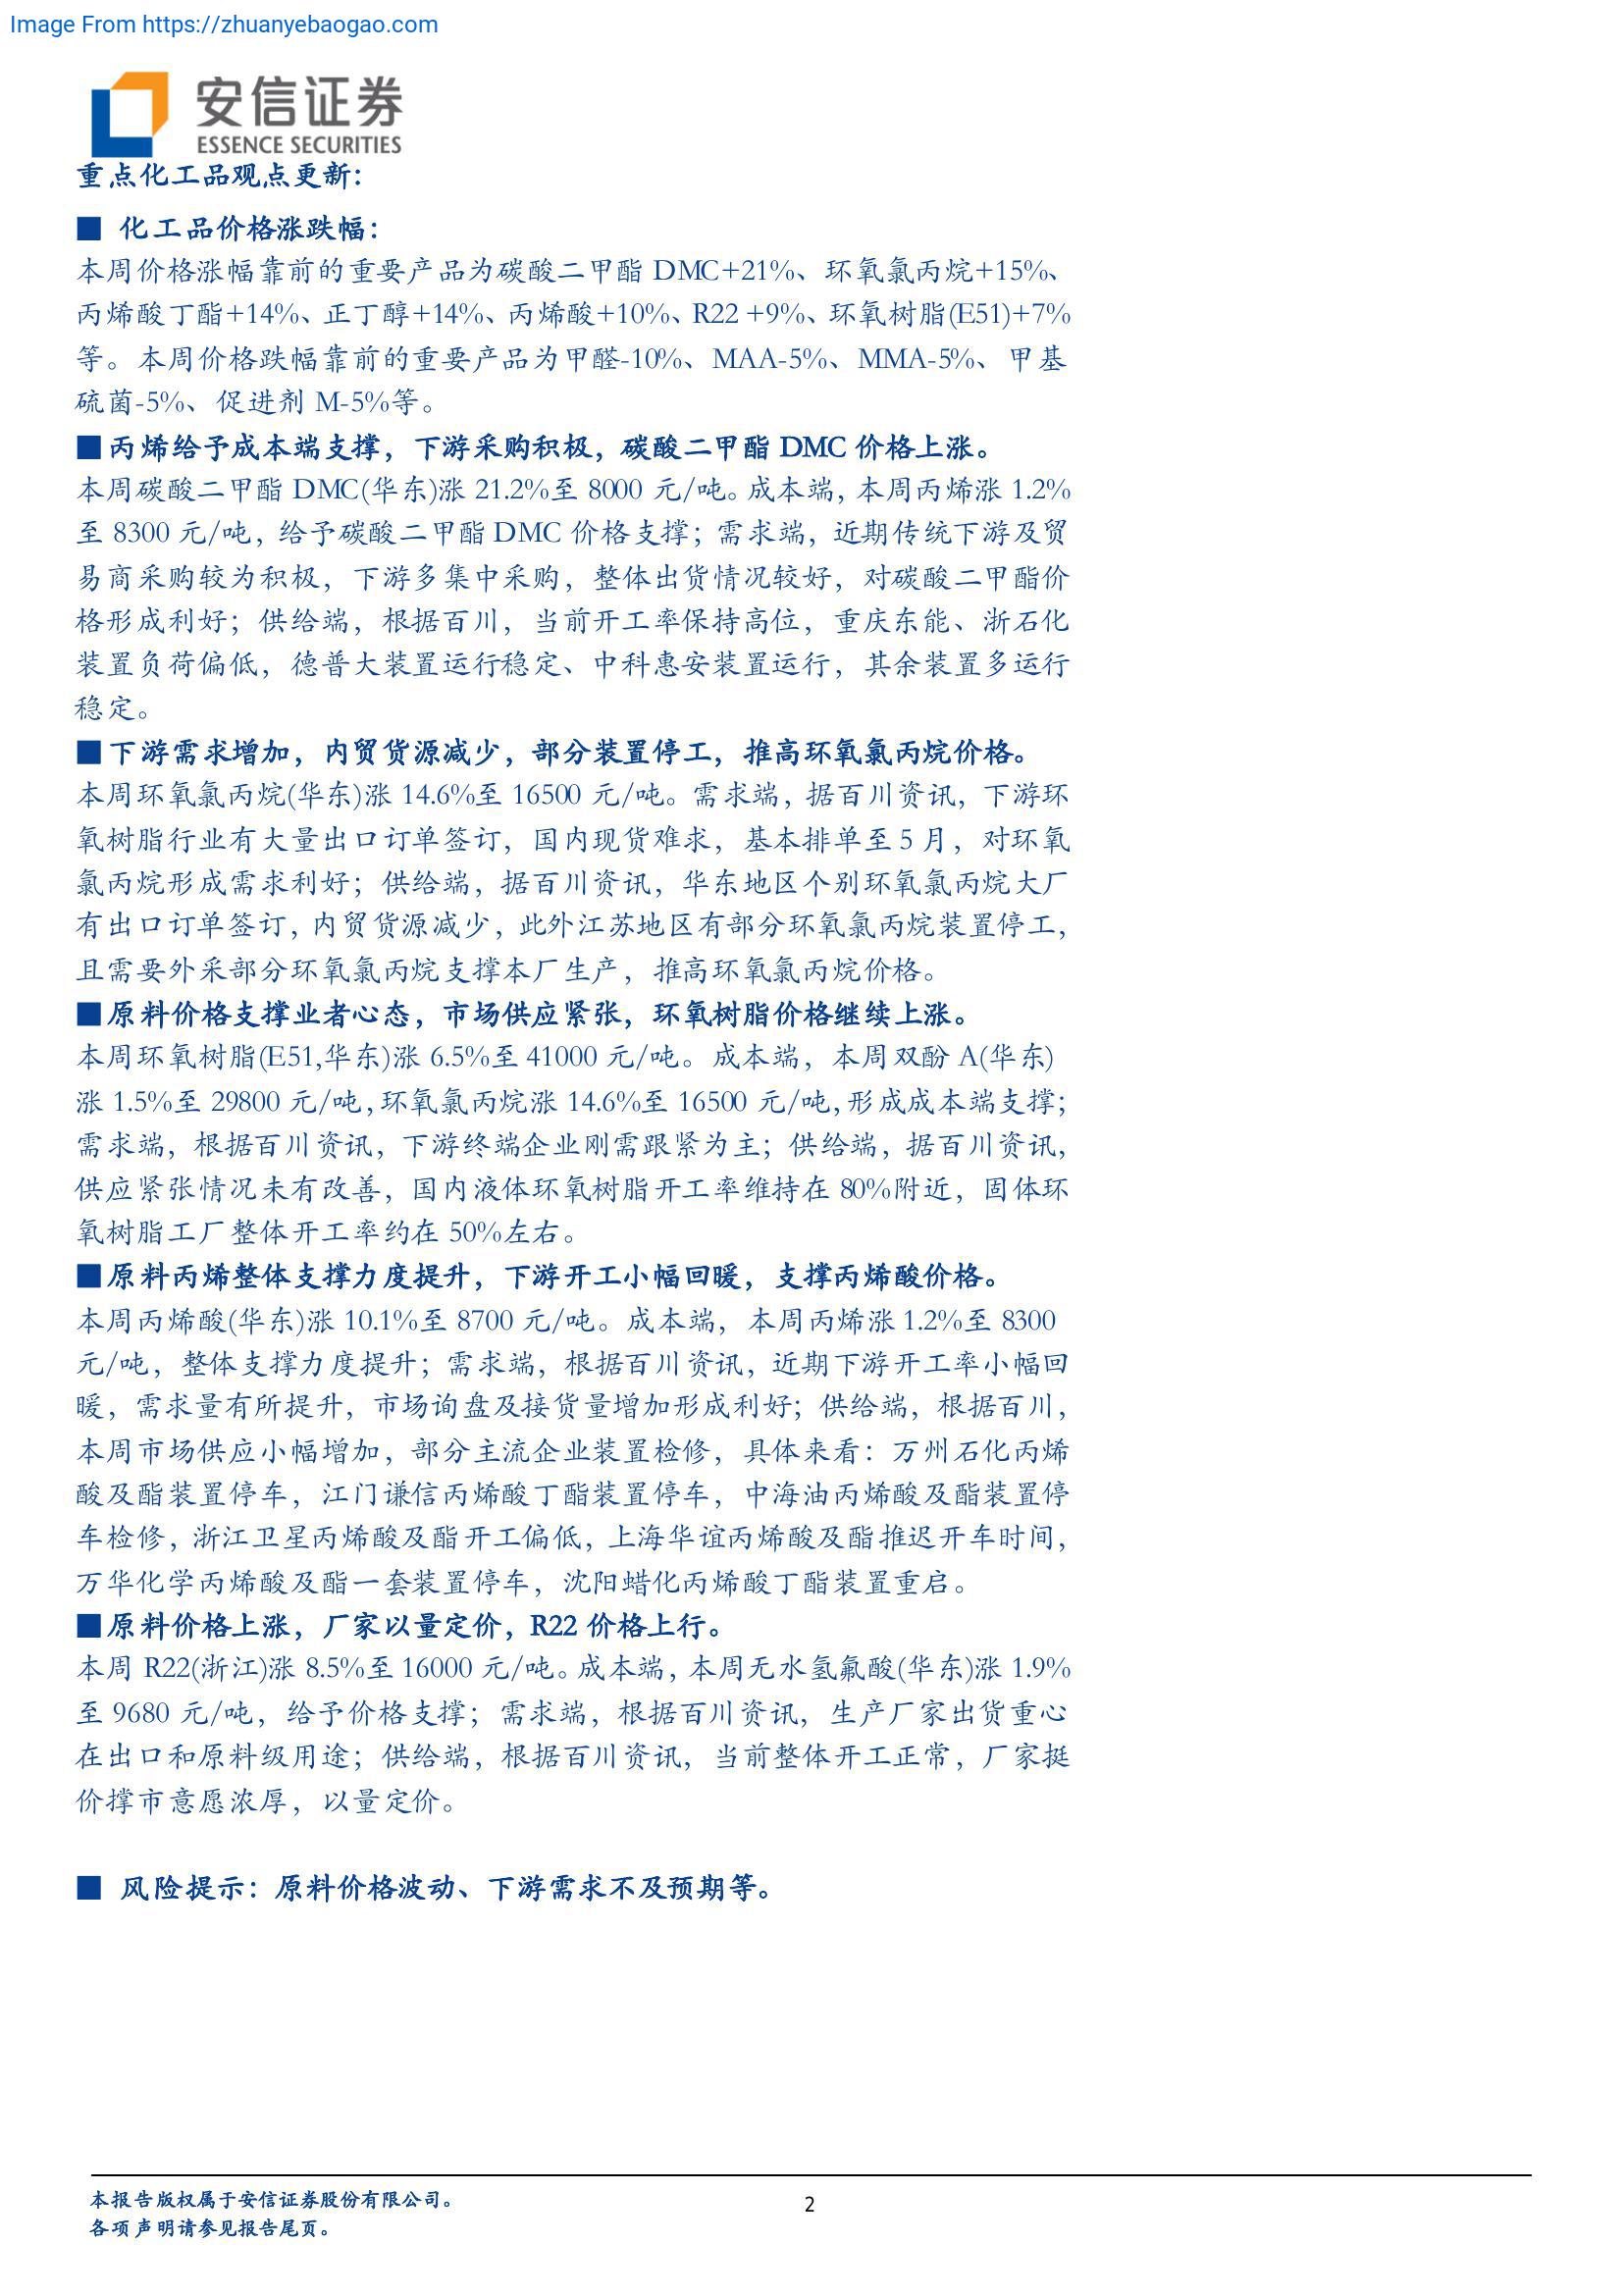 Image From https://zhuanyebaogao.com
安信证券
ESSENCE SECURITIES
重点化工品观点更新：
■ 化工品价格涨跌幅：
本周价格涨幅靠前的重要产品为碳酸二甲酯 DMC+21%、环氧氯丙烷+15%、
丙烯酸丁酯+14%、正丁醇+14%、丙烯酸+10%、R22 +9%、环氧树脂(E51)+7%
等。本周价格跌幅靠前的重要产品为甲醛-10%、MAA-5%、MMA-5%、甲基
硫菌-5%、促进剂 M-5%等。
■丙烯给予成本端支撑，下游采购积极，碳酸二甲酯 DMC 价格上涨。
本周碳酸二甲酯 DMC(华东)涨 21.2%至 8000 元/吨。成本端，本周丙烯涨 1.2%
至 8300 元/吨，给予碳酸二甲酯 DMC 价格支撑；需求端，近期传统下游及贸
易商采购较为积极，下游多集中采购，整体出货情况较好，对碳酸二甲酯价
格形成利好；供给端，根据百川，当前开工率保持高位，重庆东能、浙石化
装置负荷偏低，德普大装置运行稳定、中科惠安装置运行，其余装置多运行
稳定。
■下游需求增加，内贸货源减少，部分装置停工，推高环氧氯丙烷价格。
本周环氧氯丙烷(华东)涨 14.6%至 16500 元/吨。需求端，据百川资讯，下游环
氧树脂行业有大量出口订单签订，国内现货难求，基本排单至 5 月，对环氧
氯丙烷形成需求利好；供给端，据百川资讯，华东地区个别环氧氯丙烷大厂
有出口订单签订，内贸货源减少，此外江苏地区有部分环氧氯丙烷装置停工，
且需要外采部分环氧氯丙烷支撑本厂生产，推高环氧氯丙烷价格。
■原料价格支撑业者心态，市场供应紧张，环氧树脂价格继续上涨。
本周环氧树脂(E51,华东)涨 6.5%至 41000 元/吨。成本端，本周双酚 A(华东)
涨 1.5%至 29800 元/吨，环氧氯丙烷涨 14.6%至 16500 元/吨，形成成本端支撑；
需求端，根据百川资讯，下游终端企业刚需跟紧为主；供给端，据百川资讯，
供应紧张情况未有改善，国内液体环氧树脂开工率维持在 80%附近，固体环
氧树脂工厂整体开工率约在 50%左右。
■原料丙烯整体支撑力度提升，下游开工小幅回暖，支撑丙烯酸价格。
本周丙烯酸(华东)涨 10.1%至 8700 元/吨。成本端，本周丙烯涨 1.2%至 8300
元/吨，整体支撑力度提升；需求端，根据百川资讯，近期下游开工率小幅回
暖，需求量有所提升，市场询盘及接货量增加形成利好；供给端，根据百川，
本周市场供应小幅增加，部分主流企业装置检修，具体来看：万州石化丙烯
酸及酯装置停车，江门谦信丙烯酸丁酯装置停车，中海油丙烯酸及酯装置停
车检修，浙江卫星丙烯酸及酯开工偏低，上海华谊丙烯酸及酯推迟开车时间，
万华化学丙烯酸及酯一套装置停车，沈阳蜡化丙烯酸丁酯装置重启。
■原料价格上涨，厂家以量定价，R22 价格上行。
本周 R22(浙江)涨 8.5%至 16000 元/吨。成本端，本周无水氢氟酸(华东)涨 1.9%
至 9680 元/吨，给予价格支撑；需求端，根据百川资讯，生产厂家出货重心
在出口和原料级用途；供给端，根据百川资讯，当前整体开工正常，厂家挺
价撑市意愿浓厚，以量定价。
■ 风险提示：原料价格波动、下游需求不及预期等。
本报告版权属于安信证券股份有限公司。
2
各项声明请参见报告尾页。